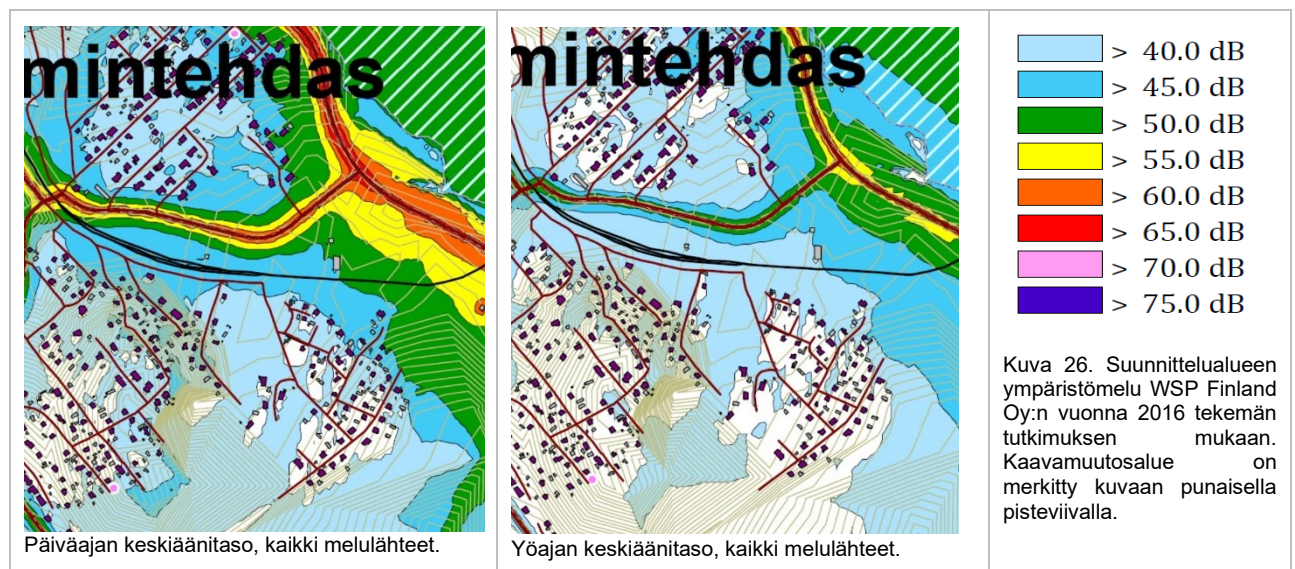 mintehdas
Päiväajan keskiäänitaso, kaikki melulähteet.
mintehdas
Yöajan keskiäänitaso, kaikki melulähteet.
> 40.0 dB
> 45.0 dB
> 50.0 dB
> 55.0 dB
> 60.0 dB
> 65.0 dB
> 70.0 dB
> 75.0 dB
Kuva 26. Suunnittelualueen
ympäristömelu WSP Finland
Oy:n vuonna 2016 tekemän
tutkimuksen mukaan.
Kaavamuutosalue on
merkitty kuvaan punaisella
pisteviivalla.